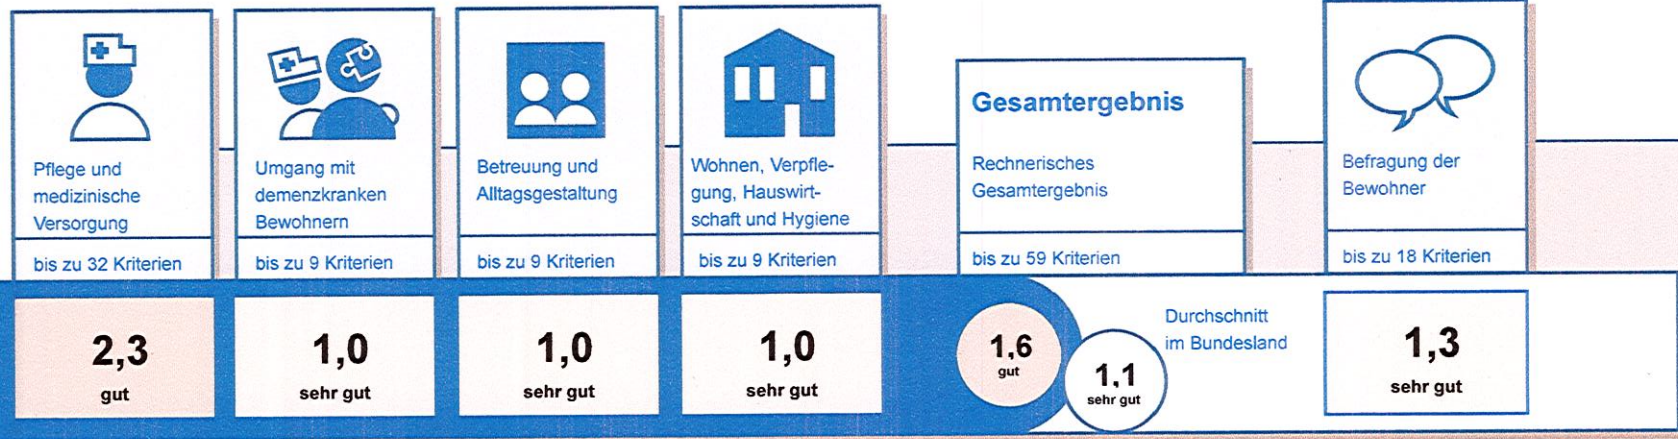 Pflege und
medizinische
Versorgung
bis zu 32 Kriterien
2,3
gut
Umgang mit
demenzkranken
Bewohnern
bis zu 9 Kriterien
1,0
sehr gut
Betreuung und
Alltagsgestaltung
bis zu 9 Kriterien
1,0
sehr gut
Wohnen, Verpfle-
gung, Hauswirt-
schaft und Hygiene
bis zu 9 Kriterien
1,0
sehr gut
Gesamtergebnis
Rechnerisches
Gesamtergebnis
bis zu 59 Kriterien
1,6
gut
1,1
sehr gut
Durchschnitt
im Bundesland
Befragung der
Bewohner
bis zu 18 Kriterien
1,3
sehr gut